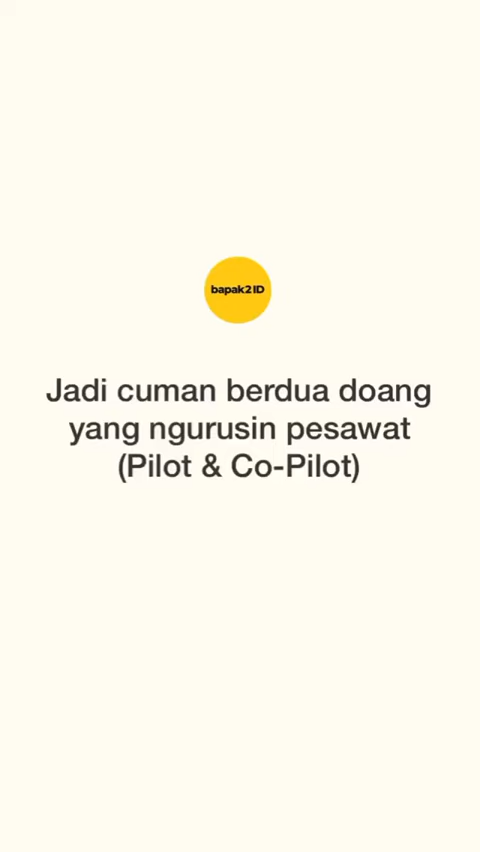 bapak2ID
Jadi cuman berdua doang
yang ngurusin pesawat
(Pilot & Co-Pilot)